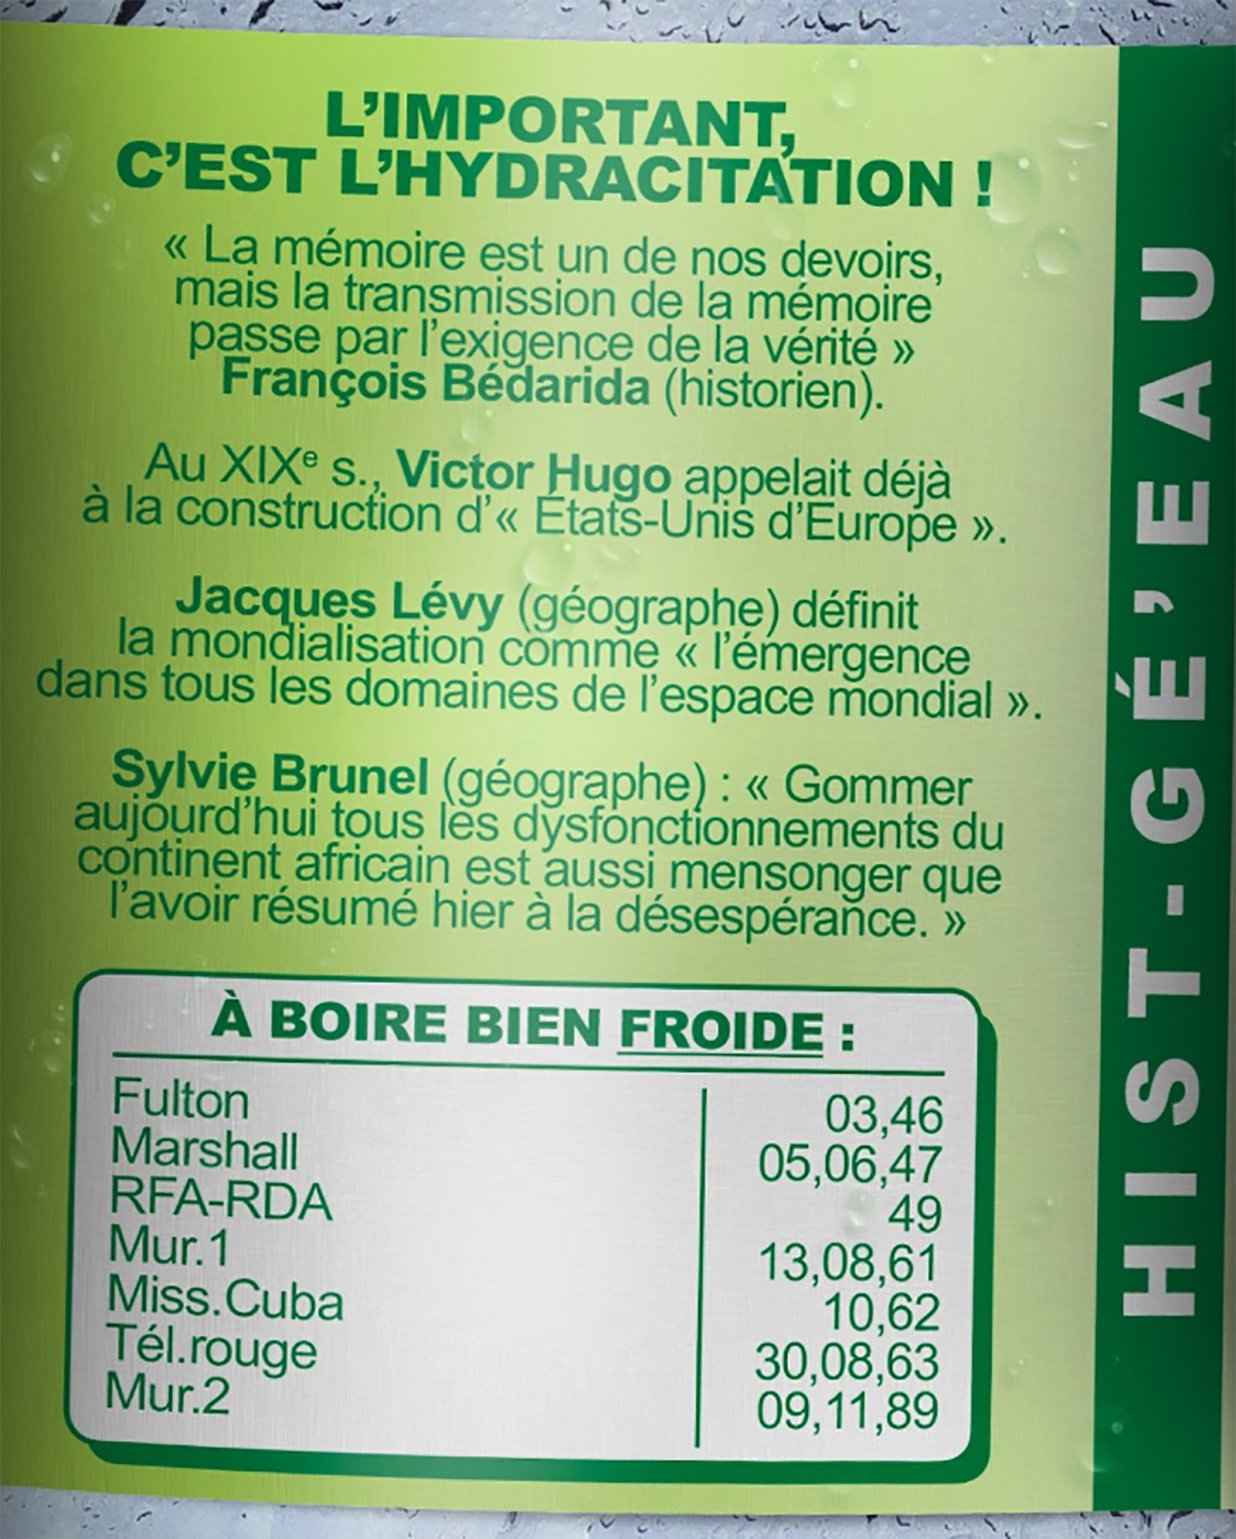 L'IMPORTANT,
C'EST L'HYDRACITATION !
« La mémoire est un de nos devoirs,
mais la transmission de la mémoire
passe par l'exigence de la vérité »
François Bédarida (historien).
Au XIXe s., Victor Hugo appelait déjà
à la construction d'« États-Unis d'Europe ».
Jacques Lévy (géographe) définit
la mondialisation comme « l'émergence
dans tous les domaines de l'espace mondial ».
Sylvie Brunel (géographe) : « Gommer
aujourd'hui tous les dysfonctionnements du
continent africain est aussi mensonger que
l'avoir résumé hier à la désespérance. »
À BOIRE BIEN FROIDE :
Fulton 03,46
Marshall 05,06,47
RFA-RDA 49
Mur.1 13,08,61
Miss.Cuba 10,62
Tél.rouge 30,08,63
Mur.2 09,11,89
HIST-GÉ'EAU